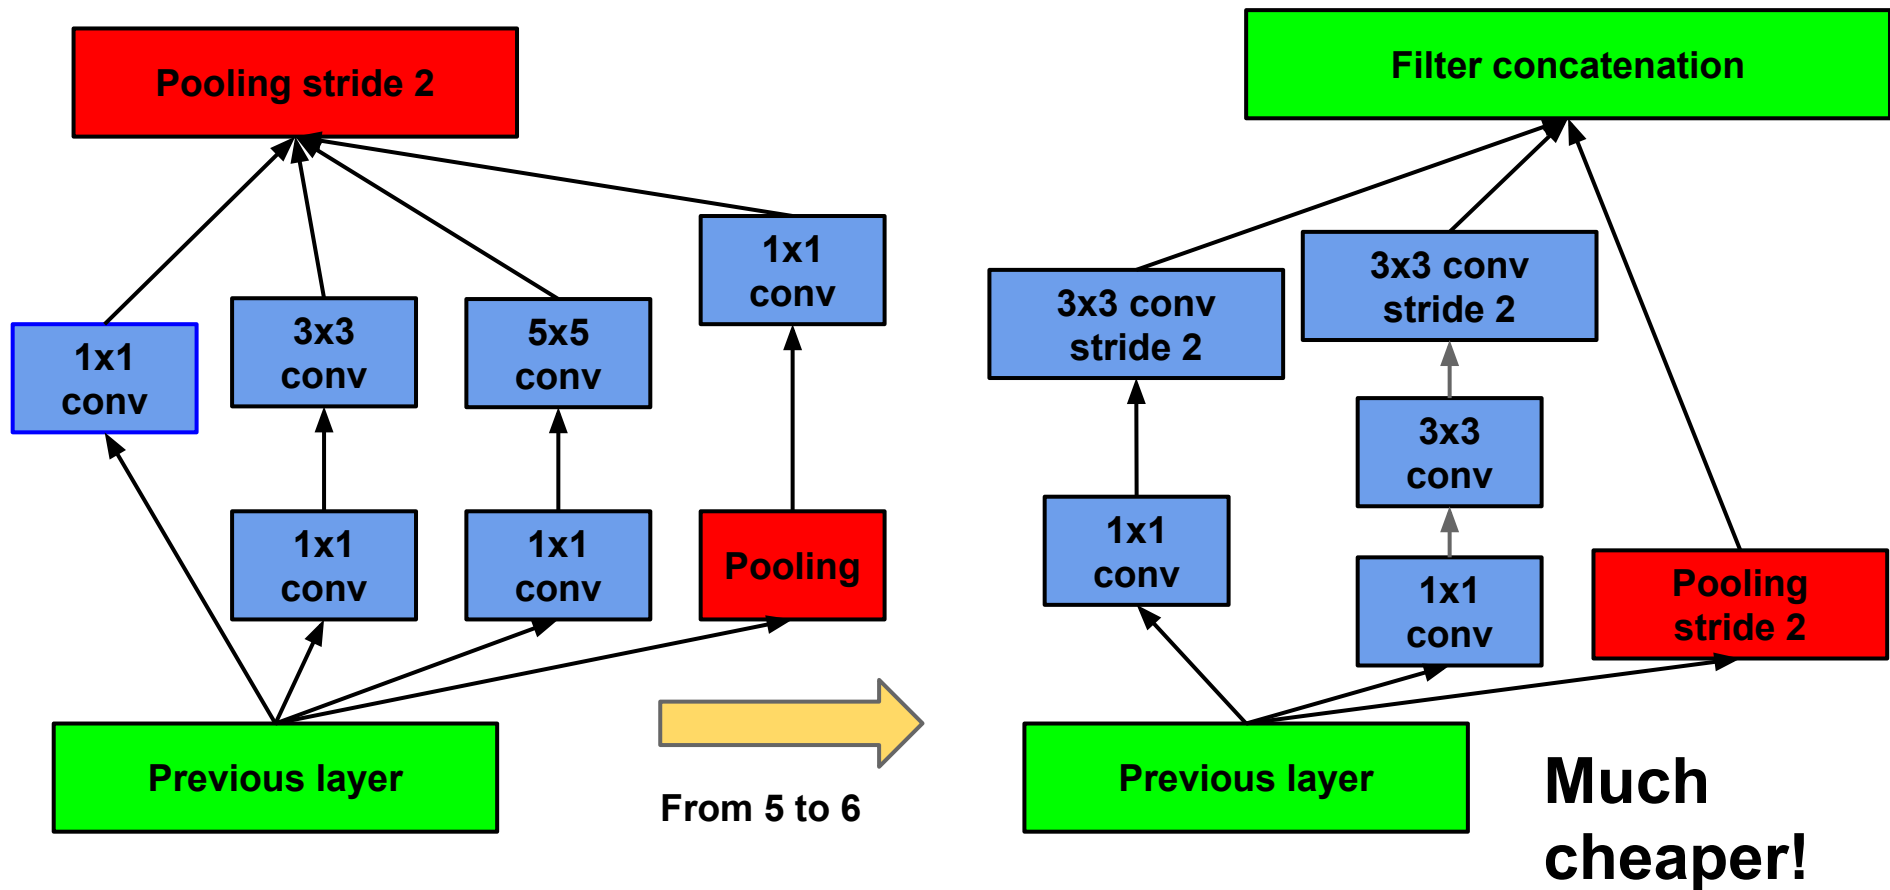 Pooling stride 2
1x1
conv
3x3
conv
5x5
conv
1x1
conv
1x1
conv
1x1
conv
Pooling
Previous layer
From 5 to 6
Filter concatenation
3x3 conv
stride 2
3x3 conv
stride 2
3x3
conv
1x1
conv
1x1
conv
Pooling
stride 2
Previous layer
Much
cheaper!